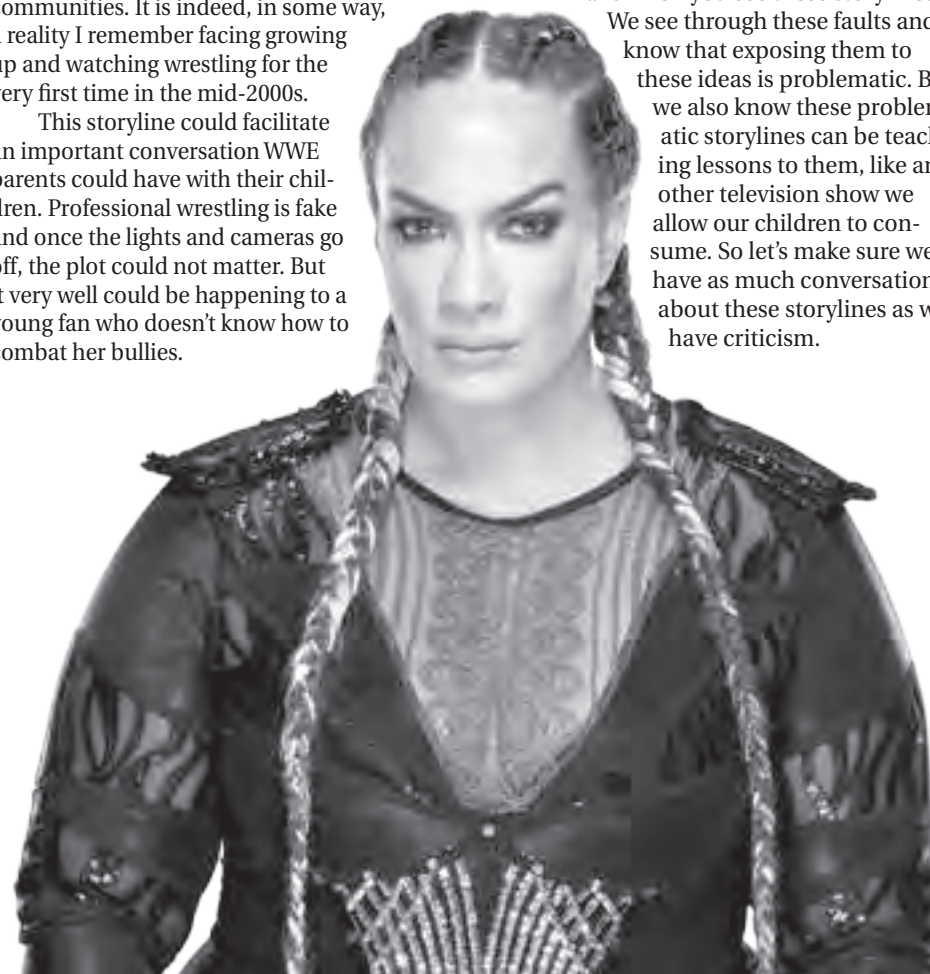 communities. It is indeed, in some way,
a reality I remember facing growing
up and watching wrestling for the
very first time in the mid-2000s.
This storyline could facilitate
an important conversation WWE
parents could have with their chil-
dren. Professional wrestling is fake
and once the lights and cameras go
off, the plot could not matter. But
it very well could be happening to a
young fan who doesn’t know how to
combat her bullies.
We see through these faults and
know that exposing them to
these ideas is problematic. B
we also know these problem
atic storylines can be teach
ing lessons to them, like an
other television show we
allow our children to con-
sume. So let’s make sure we
have as much conversation
about these storylines as w
have criticism.